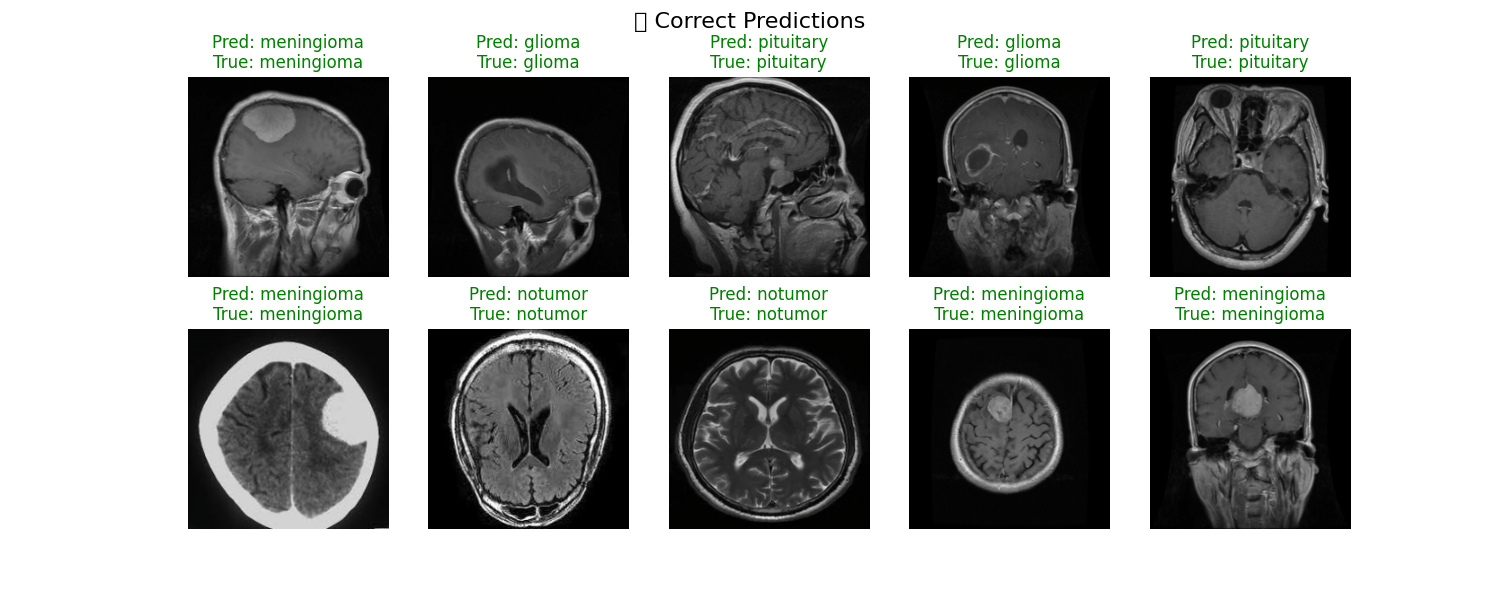 ▯ Correct Predictions
Pred: meningioma
True: meningioma
Pred: glioma
True: glioma
Pred: pituitary
True: pituitary
Pred: glioma
True: glioma
Pred: pituitary
True: pituitary
Pred: meningioma
True: meningioma
Pred: notumor
True: notumor
Pred: notumor
True: notumor
Pred: meningioma
True: meningioma
Pred: meningioma
True: meningioma